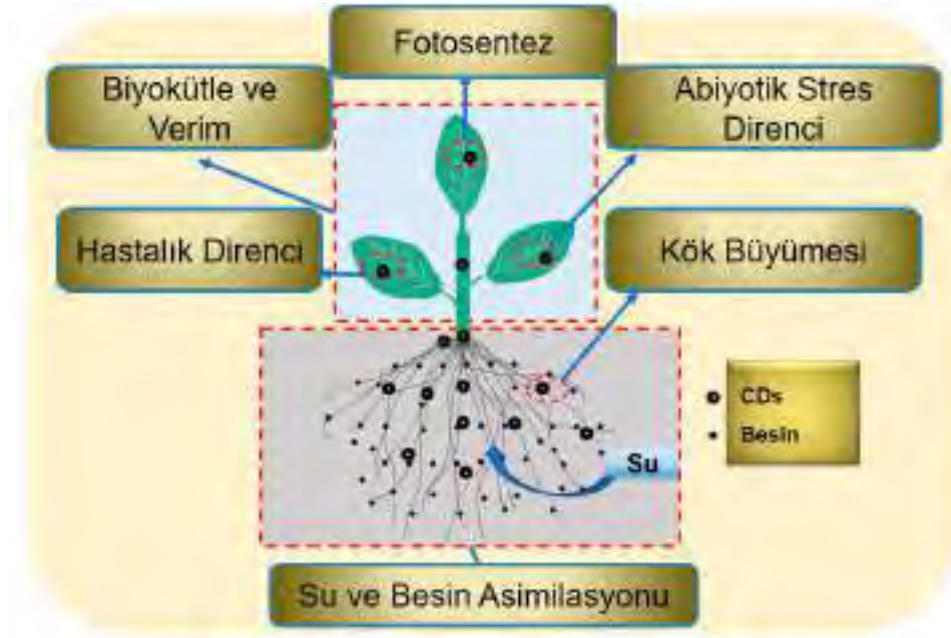 Fotosentez
Biyokütle ve
Verim
Abiyotik Stres
Direnci
Hastalık Direnci
Kök Büyümesi
CDs
Besin
Su
Su ve Besin Asimilasyonu